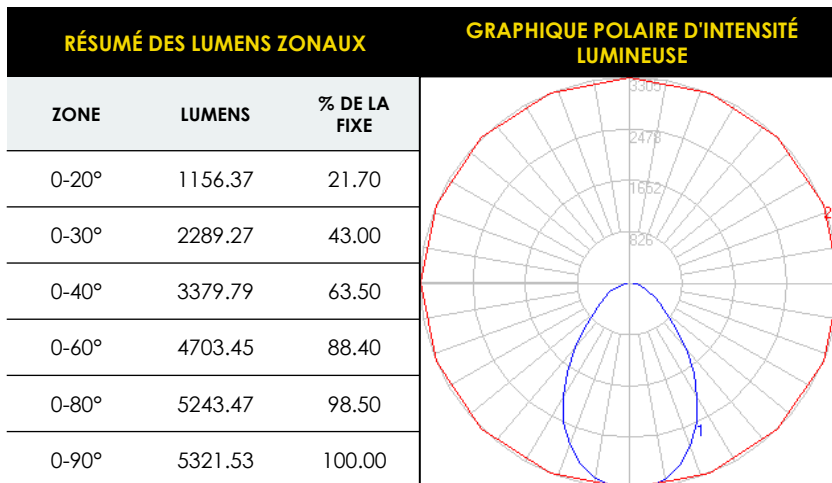 RÉSUMÉ DES LUMENS ZONAUX
GRAPHIQUE POLAIRE D'INTENSITÉ
LUMINEUSE
ZONE
LUMENS
% DE LA
FIXE
0-20° 1156.37 21.70
0-30° 2289.27 43.00
0-40° 3379.79 63.50
0-60° 4703.45 88.40
0-80° 5243.47 98.50
0-90° 5321.53 100.00
3305
2478
1652
826
2
1